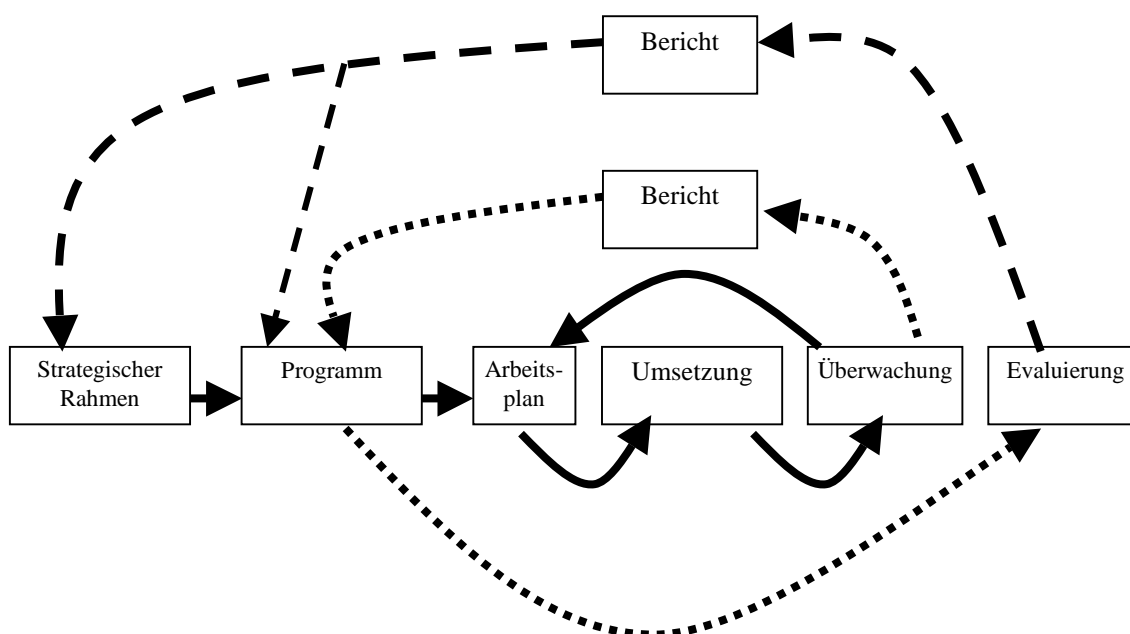 Bericht
Bericht
Strategischer
Rahmen
Programm
Arbeits-
plan
Umsetzung
Überwachung
Evaluierung